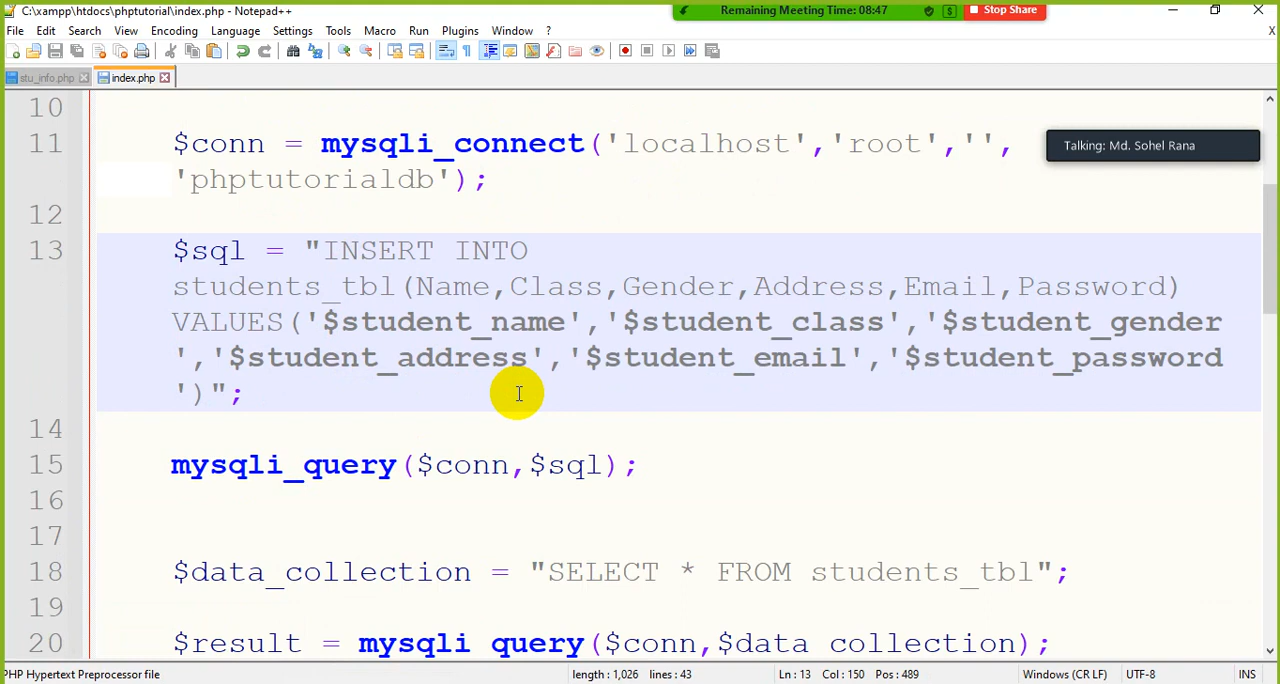 C:\xampp\htdocs\phptutorial\index.php - Notepad++
Remaining Meeting Time: 08:47
Stop Share
File Edit Search View Encoding Language Settings Tools Macro Run Plugins Window ?
X
stu_info.php index.php
10
11 $conn = mysqli_connect('localhost','root','',
'phptutorialdb');
Talking: Md. Sohel Rana
12
13 $sql = "INSERT INTO
students_tbl(Name,Class,Gender,Address,Email,Password)
VALUES('$student_name','$student_class','$student_gender
','$student_address','$student_email','$student_password
')";
14
15 mysqli_query($conn,$sql);
16
17
18 $data_collection = "SELECT * FROM students_tbl";
19
20 $result = mysqli_query($conn,$data_collection);
PHP Hypertext Preprocessor file length : 1,026 lines : 43 Ln : 13 Col : 150 Pos : 489 Windows (CR LF) UTF-8 INS